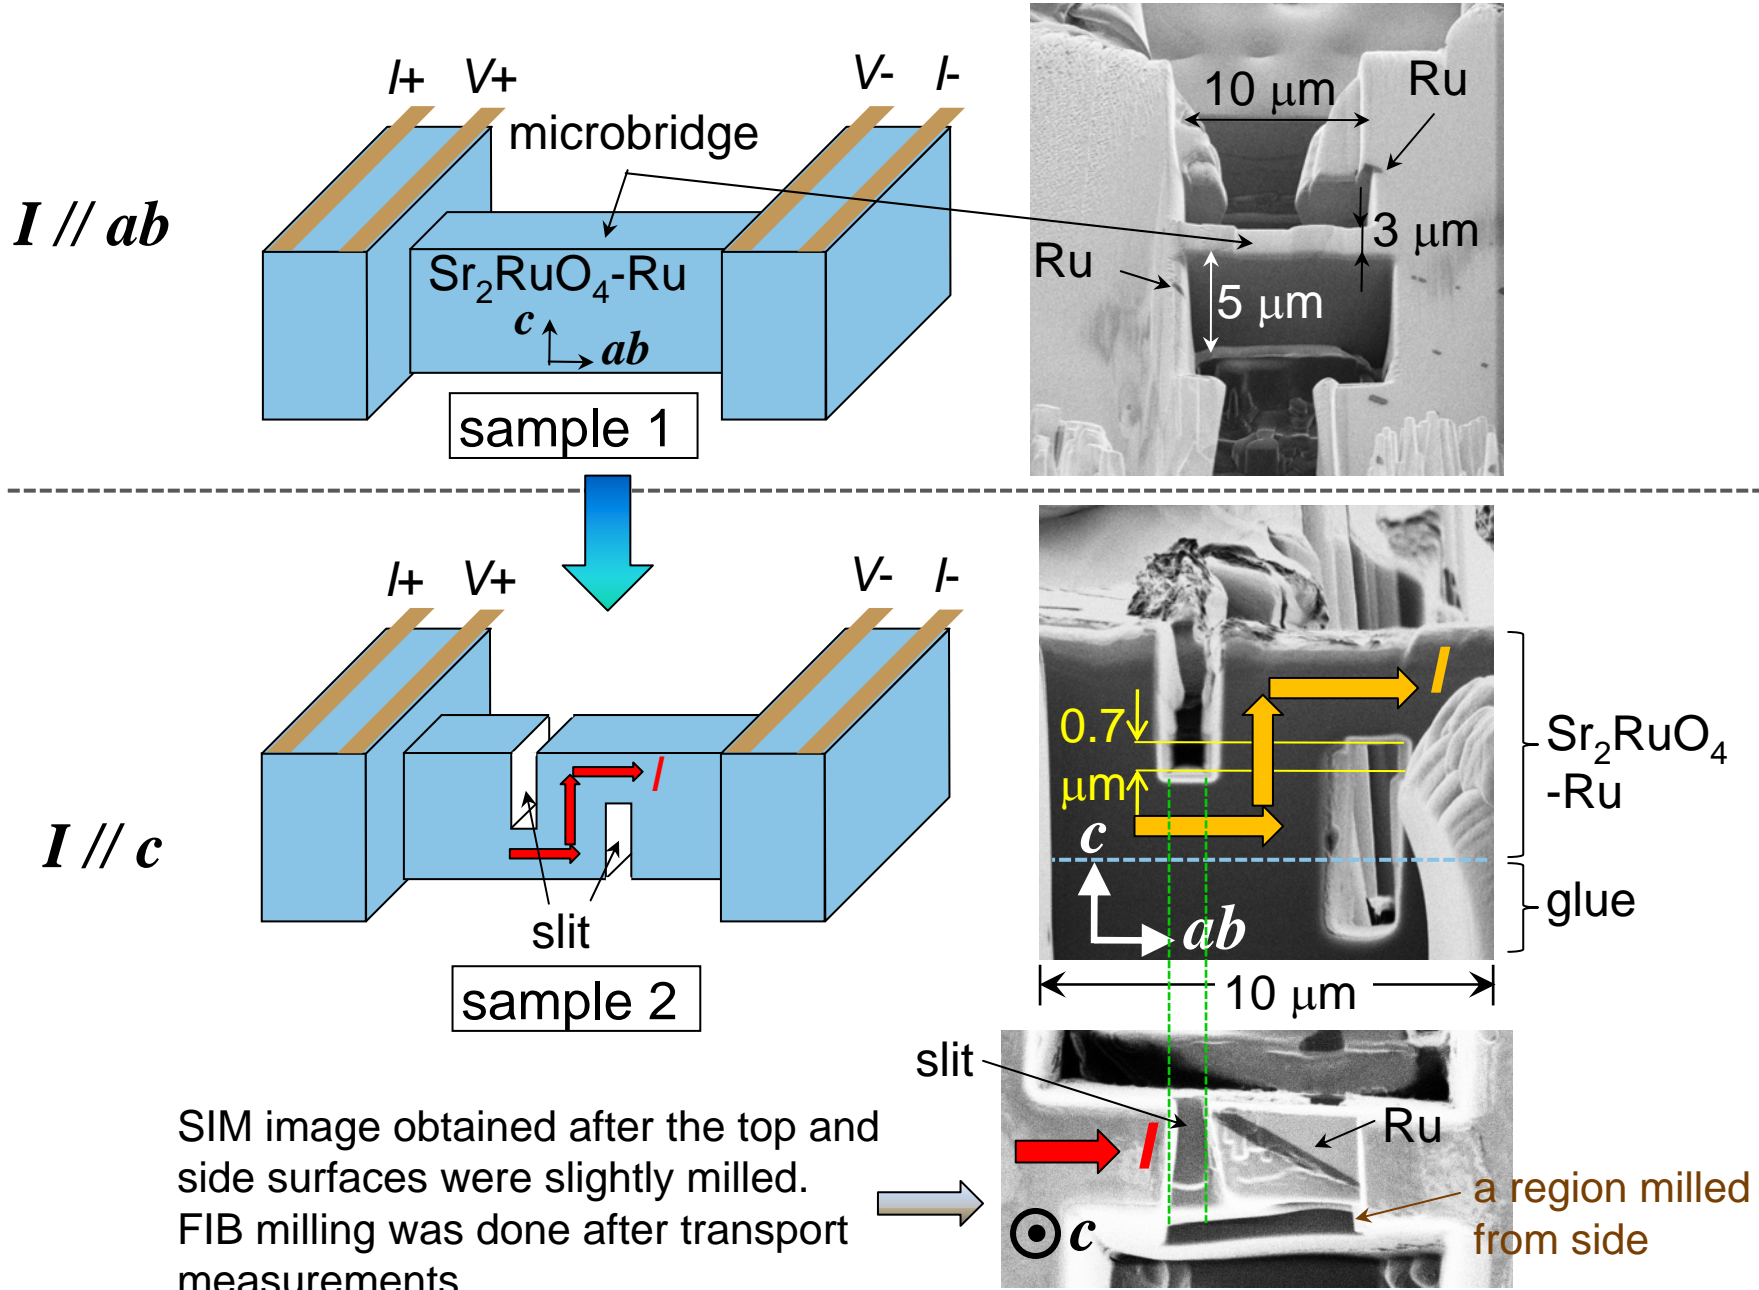 I+ V+ V- I-
microbridge
I // ab
Sr₂RuO₄-Ru
c
ab
sample 1
10 μm
Ru
3 μm
Ru
5 μm
I+ V+ V- I-
I // c
I
slit
sample 2
I
0.7
μm
c
ab
Sr₂RuO₄
-Ru
glue
10 μm
slit
Ru
I
c
a region milled
from side
SIM image obtained after the top and
side surfaces were slightly milled.
FIB milling was done after transport
measurements